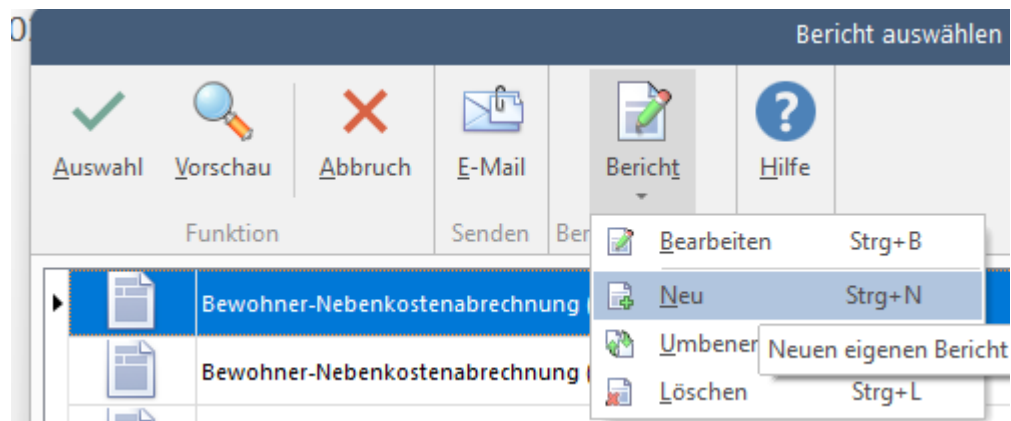 Bericht auswählen
Auswahl Vorschau Abbruch E-Mail Bericht Hilfe
Funktion Senden
Bearbeiten Strg+B
Bewohner-Nebenkostenabrechnung (
Neu Strg+N
Neuen eigenen Bericht
Bewohner-Nebenkostenabrechnung (
Löschen Strg+L